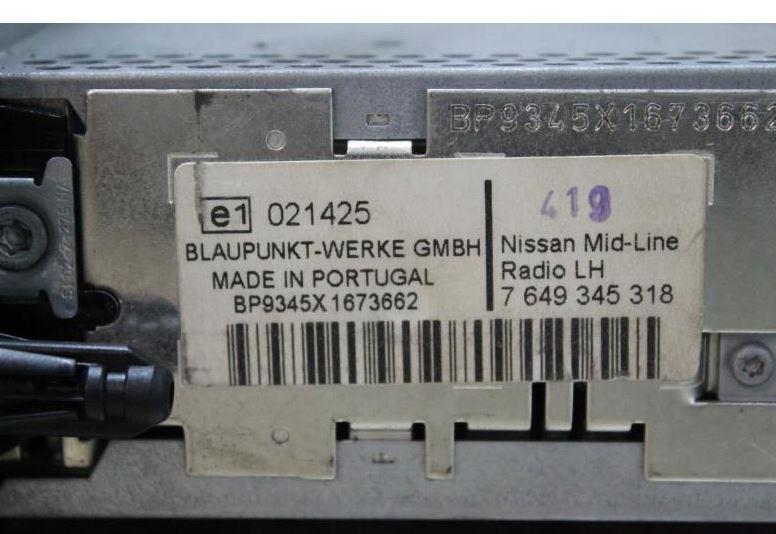 BP9345X1673662
e1 021425
BLAUPUNKT-WERKE GMBH
MADE IN PORTUGAL
BP9345X1673662
419
Nissan Mid-Line
Radio LH
7 649 345 318